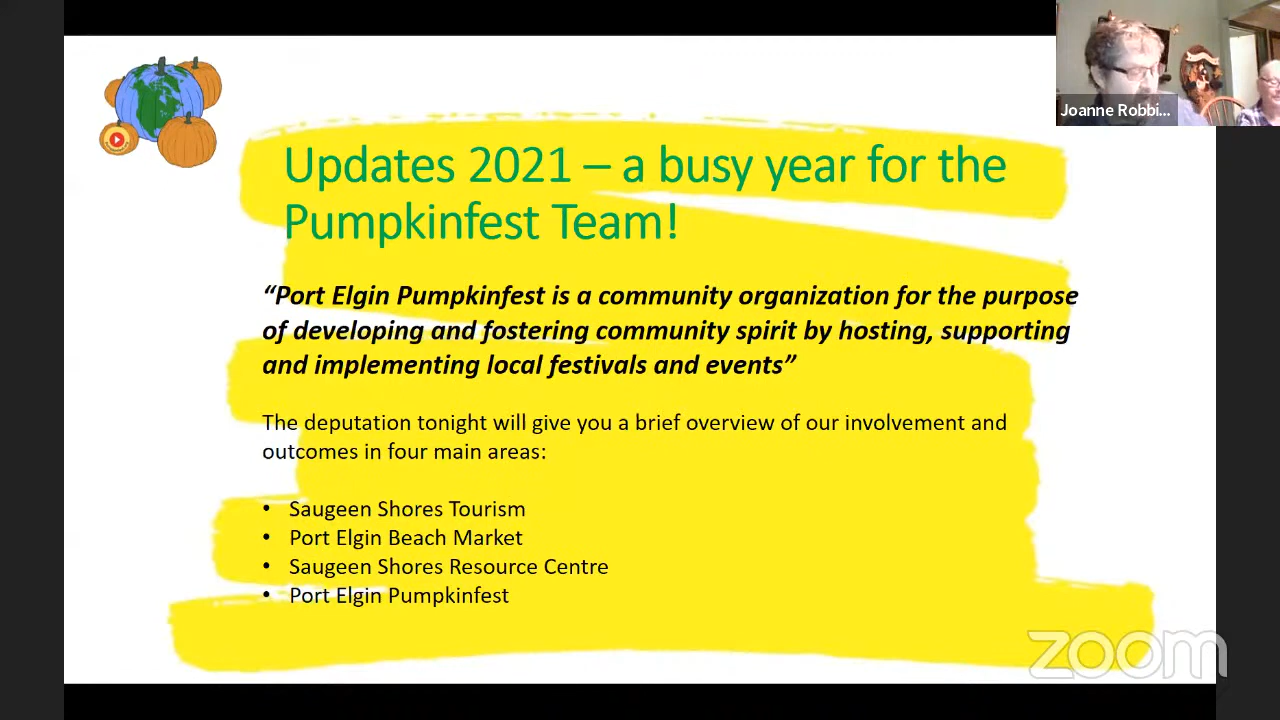 Joanne Robbi...
Updates 2021 – a busy year for the
Pumpkinfest Team!
“Port Elgin Pumpkinfest is a community organization for the purpose
of developing and fostering community spirit by hosting, supporting
and implementing local festivals and events”
The deputation tonight will give you a brief overview of our involvement and
outcomes in four main areas:
• Saugeen Shores Tourism
• Port Elgin Beach Market
• Saugeen Shores Resource Centre
• Port Elgin Pumpkinfest
zoom